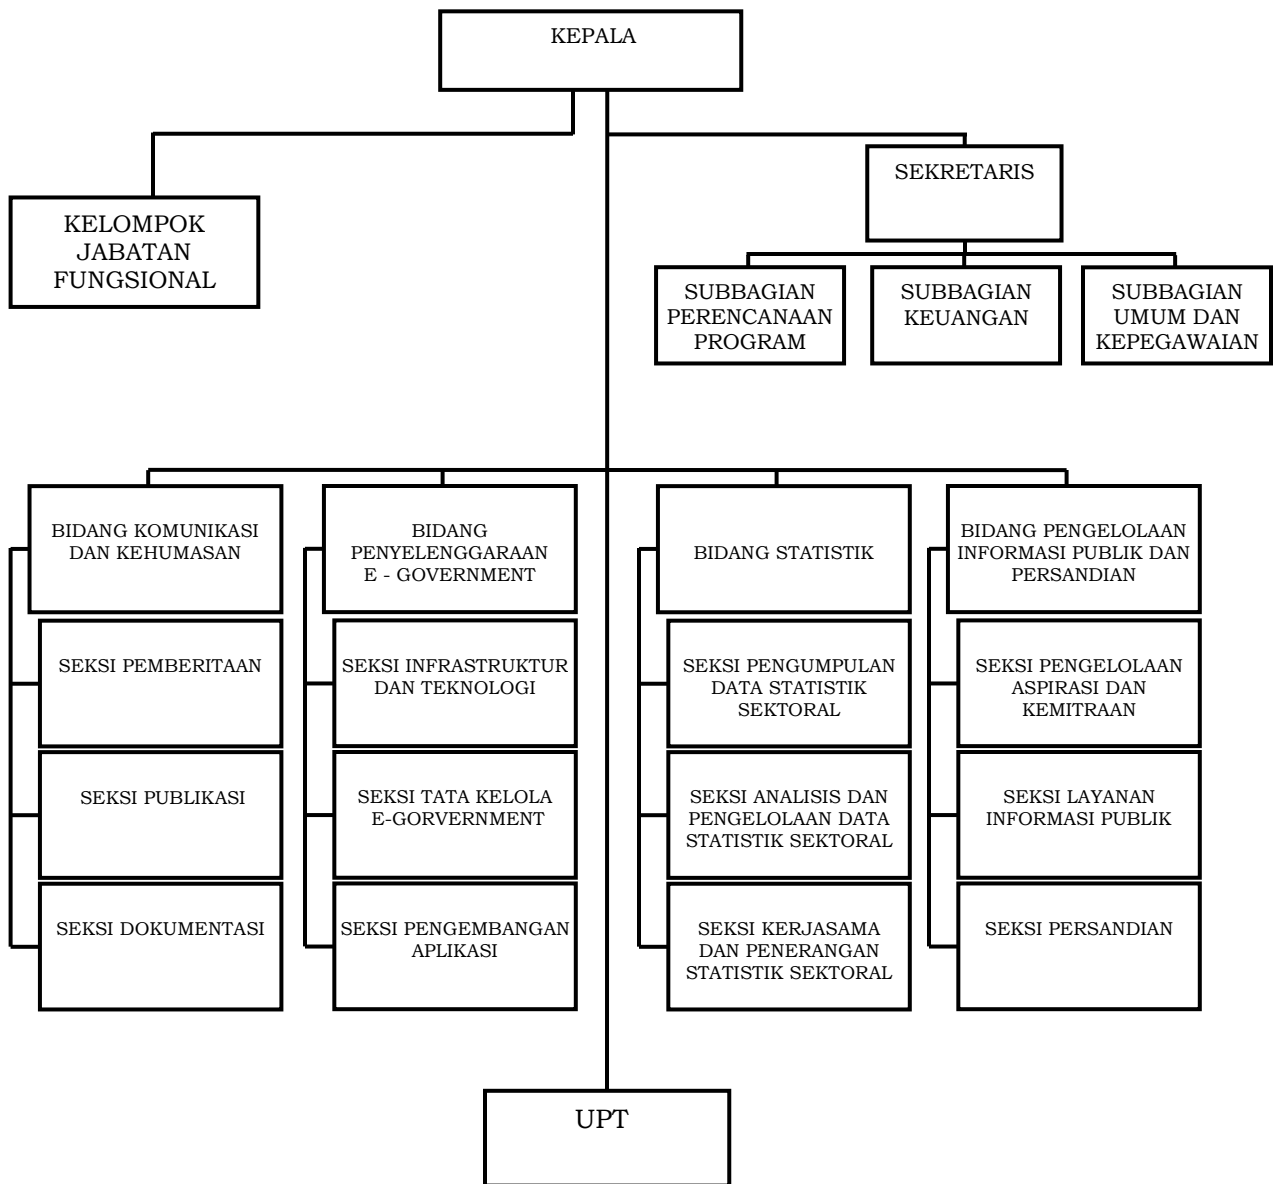 KEPALA
SEKRETARIS
KELOMPOK
JABATAN
FUNGSIONAL
SUBBAGIAN
PERENCANAAN
PROGRAM
SUBBAGIAN
KEUANGAN
SUBBAGIAN
UMUM DAN
KEPEGAWAIAN
BIDANG KOMUNIKASI
DAN KEHUMASAN
BIDANG
PENYELENGGARAAN
E - GOVERNMENT
BIDANG STATISTIK
BIDANG PENGELOLAAN
INFORMASI PUBLIK DAN
PERSANDIAN
SEKSI PEMBERITAAN
SEKSI INFRASTRUKTUR
DAN TEKNOLOGI
SEKSI PENGUMPULAN
DATA STATISTIK
SEKTORAL
SEKSI PENGELOLAAN
ASPIRASI DAN
KEMITRAAN
SEKSI PUBLIKASI
SEKSI TATA KELOLA
E-GORVERNMENT
SEKSI ANALISIS DAN
PENGELOLAAN DATA
STATISTIK SEKTORAL
SEKSI LAYANAN
INFORMASI PUBLIK
SEKSI DOKUMENTASI
SEKSI PENGEMBANGAN
APLIKASI
SEKSI KERJASAMA
DAN PENERANGAN
STATISTIK SEKTORAL
SEKSI PERSANDIAN
UPT